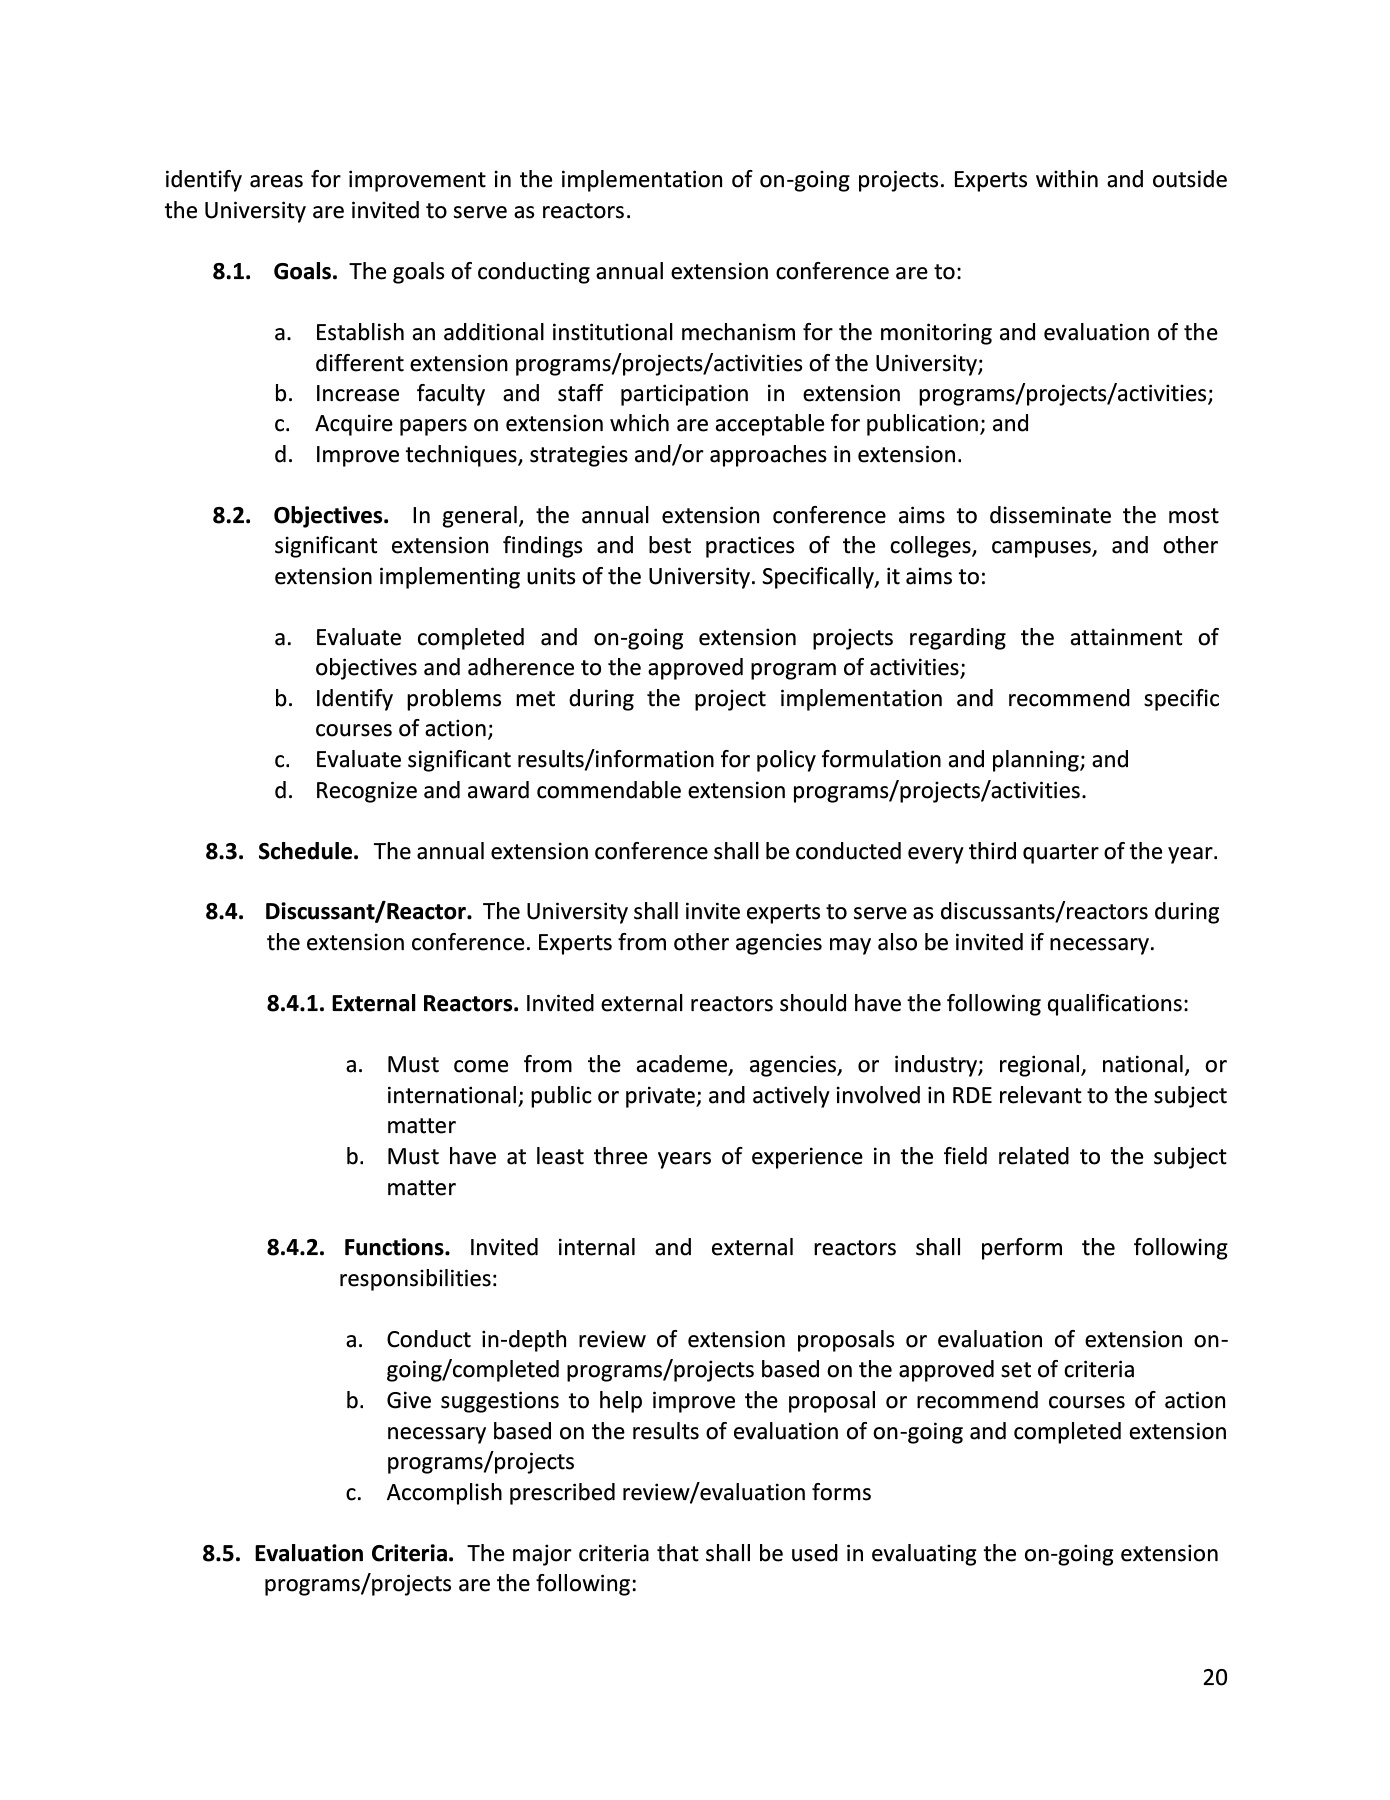 identify areas for improvement in the implementation of on-going projects. Experts within and outside
the University are invited to serve as reactors.
8.1. Goals. The goals of conducting annual extension conference are to:
a. Establish an additional institutional mechanism for the monitoring and evaluation of the
different extension programs/projects/activities of the University;
b. Increase faculty and staff participation in extension programs/projects/activities;
c. Acquire papers on extension which are acceptable for publication; and
d. Improve techniques, strategies and/or approaches in extension.
8.2. Objectives. In general, the annual extension conference aims to disseminate the most
significant extension findings and best practices of the colleges, campuses, and other
extension implementing units of the University. Specifically, it aims to:
a. Evaluate completed and on-going extension projects regarding the attainment of
objectives and adherence to the approved program of activities;
b. Identify problems met during the project implementation and recommend specific
courses of action;
c. Evaluate significant results/information for policy formulation and planning; and
d. Recognize and award commendable extension programs/projects/activities.
8.3. Schedule. The annual extension conference shall be conducted every third quarter of the year.
8.4. Discussant/Reactor. The University shall invite experts to serve as discussants/reactors during
the extension conference. Experts from other agencies may also be invited if necessary.
8.4.1. External Reactors. Invited external reactors should have the following qualifications:
a. Must come from the academe, agencies, or industry; regional, national, or
international; public or private; and actively involved in RDE relevant to the subject
matter
b. Must have at least three years of experience in the field related to the subject
matter
8.4.2. Functions. Invited internal and external reactors shall perform the following
responsibilities:
a. Conduct in-depth review of extension proposals or evaluation of extension on-
going/completed programs/projects based on the approved set of criteria
b. Give suggestions to help improve the proposal or recommend courses of action
necessary based on the results of evaluation of on-going and completed extension
programs/projects
c. Accomplish prescribed review/evaluation forms
8.5. Evaluation Criteria. The major criteria that shall be used in evaluating the on-going extension
programs/projects are the following:
20